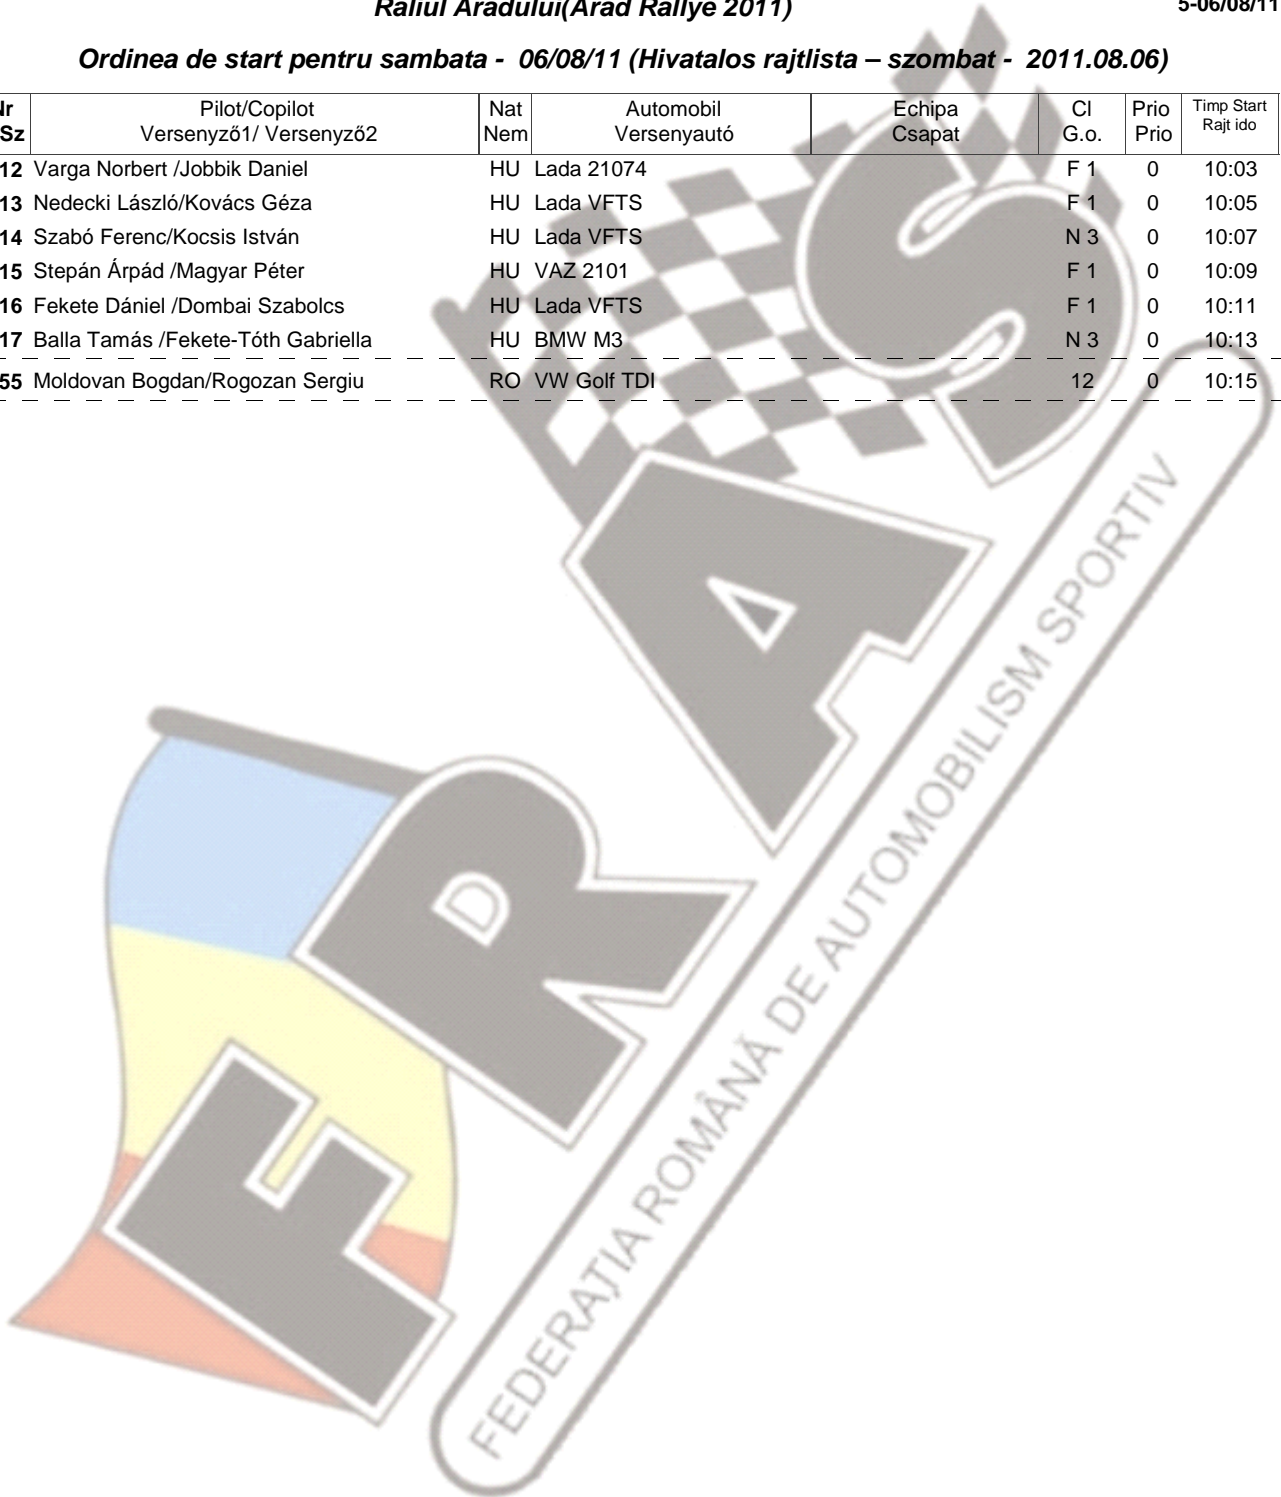 Raliul Aradului(Arad Rallye 2011)
5-06/08/11
Ordinea de start pentru sambata - 06/08/11 (Hivatalos rajtlista – szombat - 2011.08.06)
Nr Pilot/Copilot Nat Automobil Echipa Cl Prio Timp Start
Sz Versenyző1/ Versenyző2 Nem Versenyautó Csapat G.o. Prio Rajt ido
12 Varga Norbert /Jobbik Daniel HU Lada 21074 F 1 0 10:03
13 Nedecki László/Kovács Géza HU Lada VFTS F 1 0 10:05
14 Szabó Ferenc/Kocsis István HU Lada VFTS N 3 0 10:07
15 Stepán Árpád /Magyar Péter HU VAZ 2101 F 1 0 10:09
16 Fekete Dániel /Dombai Szabolcs HU Lada VFTS F 1 0 10:11
17 Balla Tamás /Fekete-Tóth Gabriella HU BMW M3 N 3 0 10:13
55 Moldovan Bogdan/Rogozan Sergiu RO VW Golf TDI 12 0 10:15
FRAS
FEDERAȚIA ROMÂNĂ DE AUTOMOBILISM SPORTIV